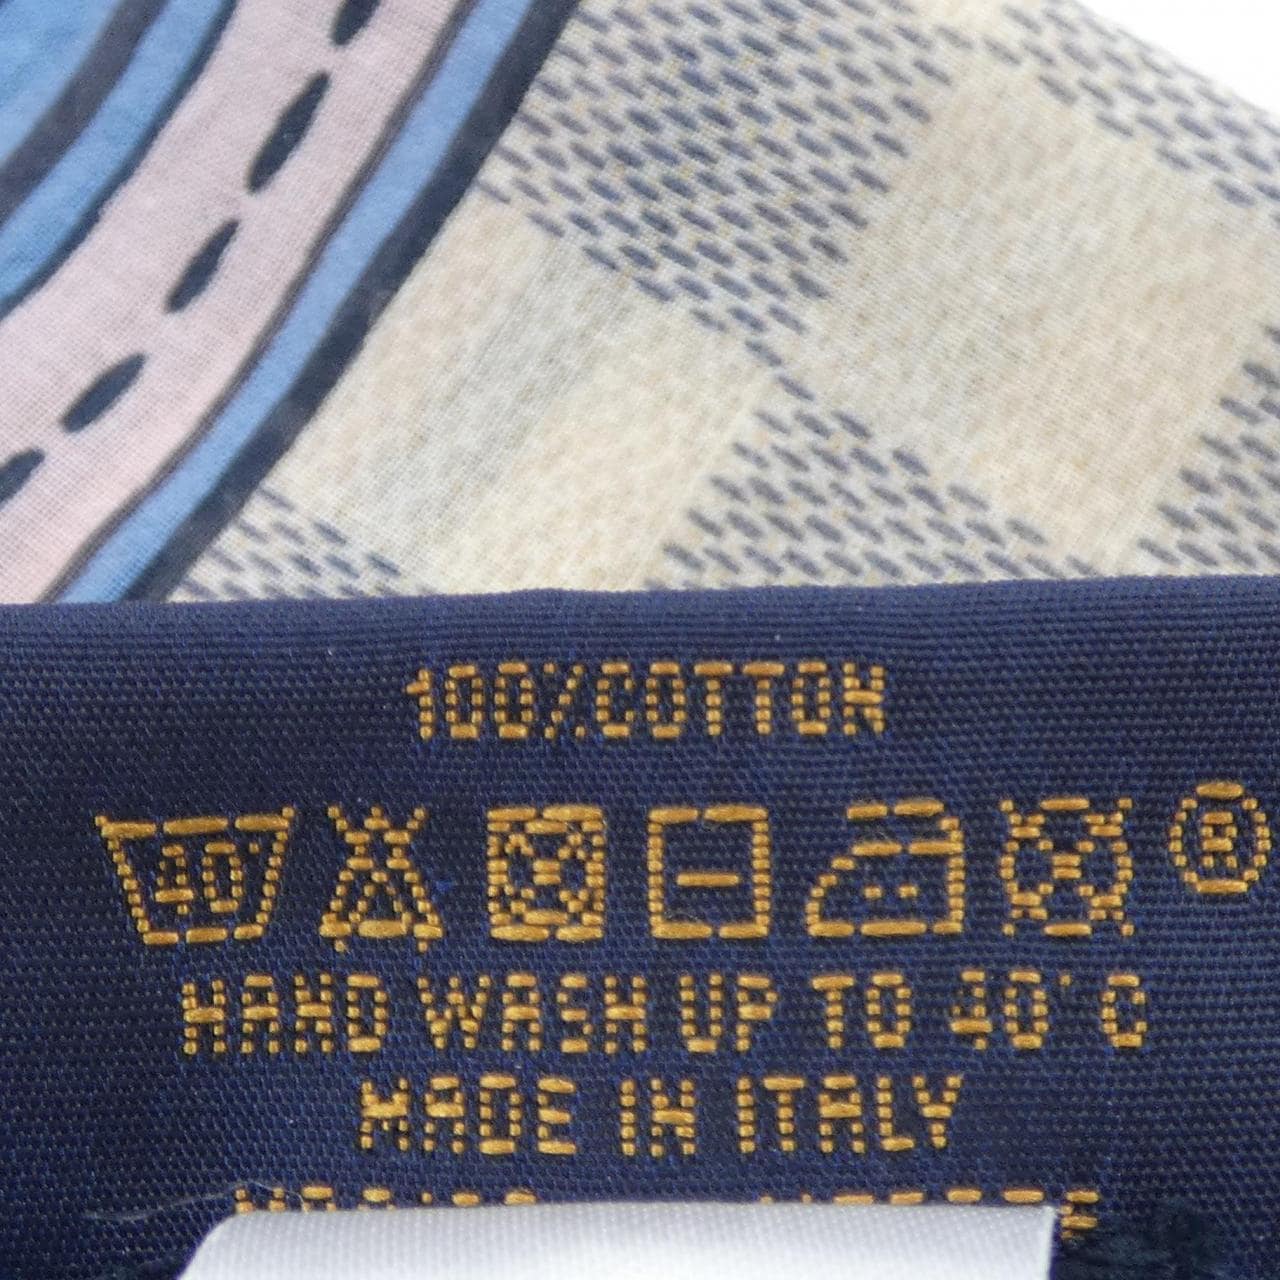 100%COTTON
40°
®
HAND WASH UP TO 40°C
MADE IN ITALY